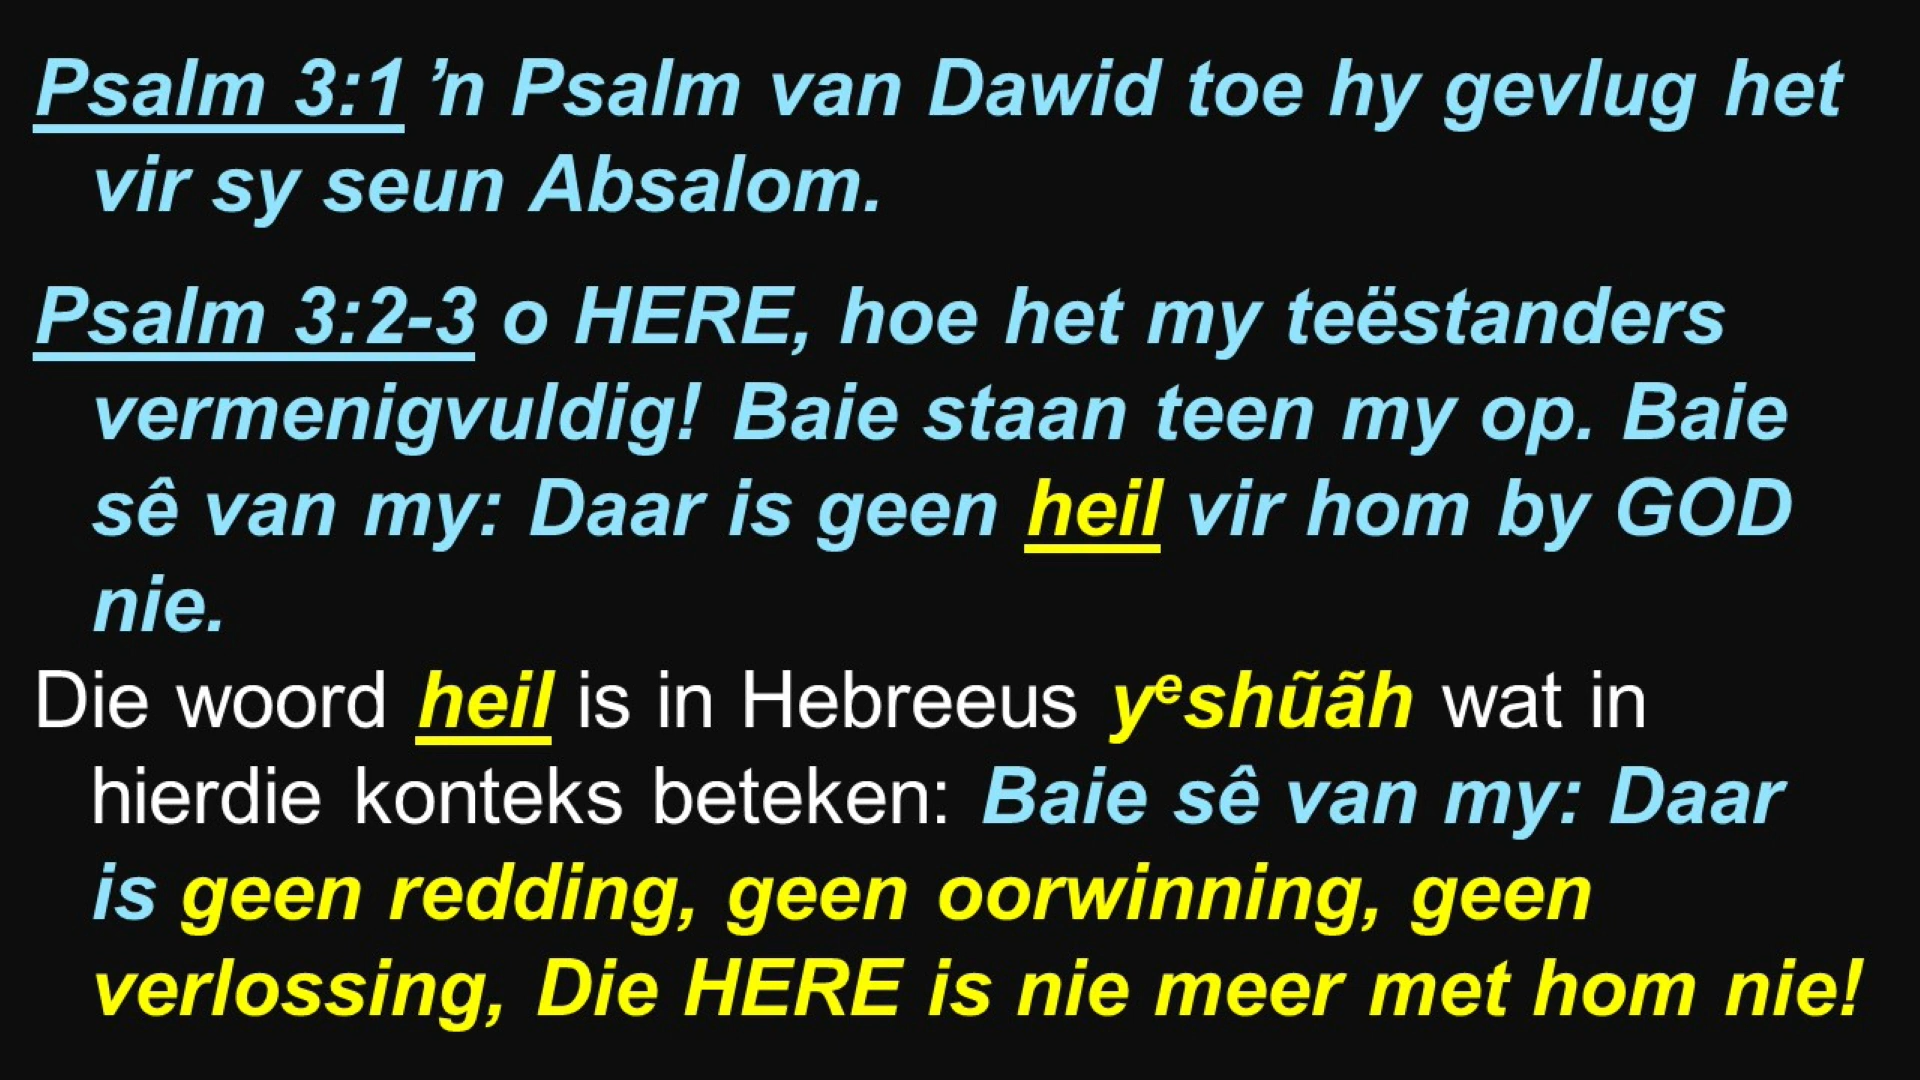 Psalm 3:1 ’n Psalm van Dawid toe hy gevlug het
vir sy seun Absalom.
Psalm 3:2-3 o HERE, hoe het my teëstanders
vermenigvuldig! Baie staan teen my op. Baie
sê van my: Daar is geen heil vir hom by GOD
nie.
Die woord heil is in Hebreeus yᵉshũãh wat in
hierdie konteks beteken: Baie sê van my: Daar
is geen redding, geen oorwinning, geen
verlossing, Die HERE is nie meer met hom nie!